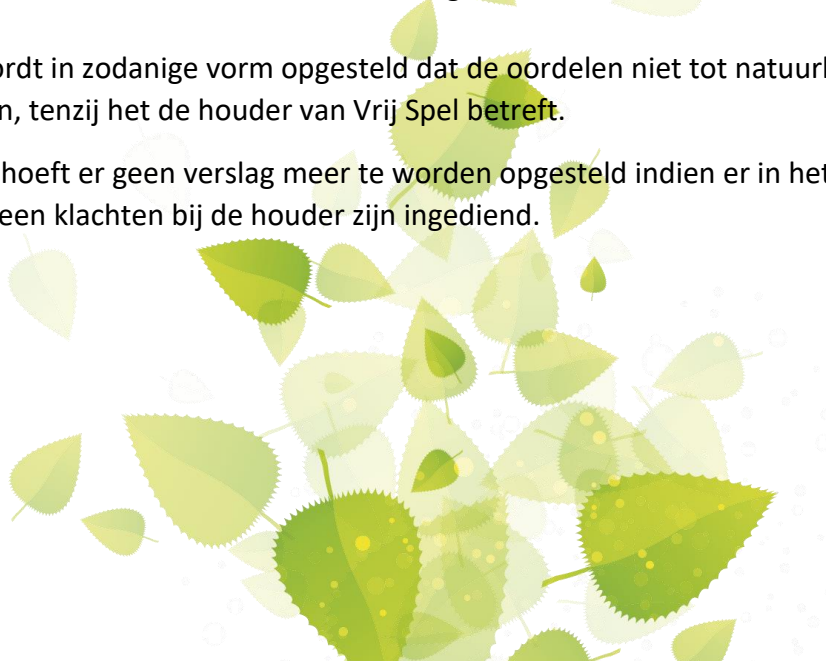 rdt in zodanige vorm opgesteld dat de oordelen niet tot natuurl
n, tenzij het de houder van Vrij Spel betreft.
hoeft er geen verslag meer te worden opgesteld indien er in het
een klachten bij de houder zijn ingediend.